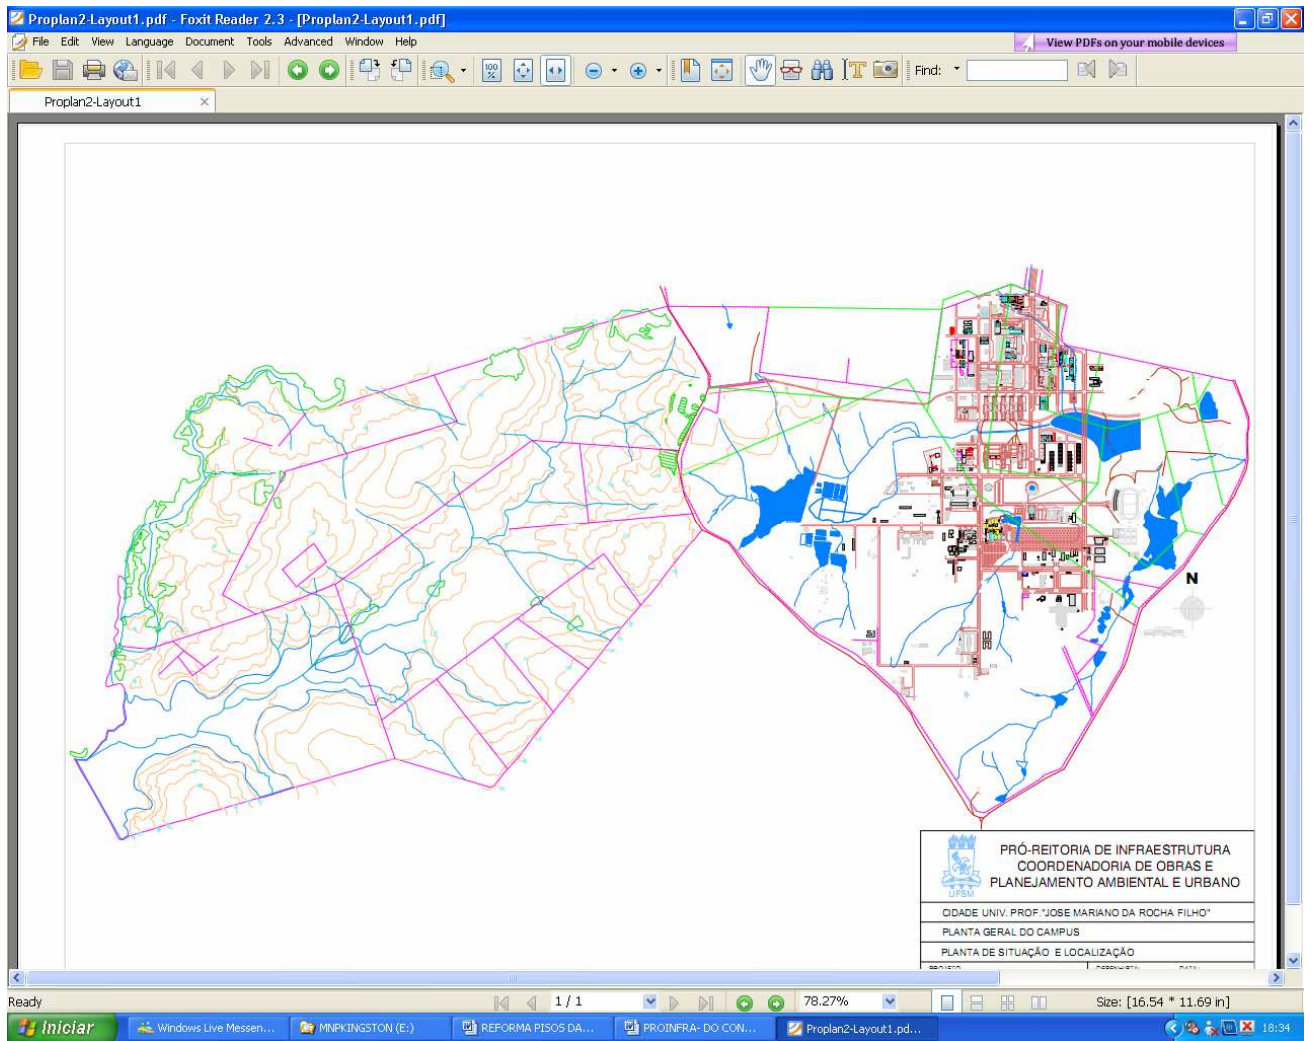 Proplan2-Layout1.pdf - Foxit Reader 2.3 - [Proplan2-Layout1.pdf]
File Edit View Language Document Tools Advanced Window Help
View PDFs on your mobile devices
100 %
Find:
Proplan2-Layout1
N
UFSM
PRÓ-REITORIA DE INFRAESTRUTURA
COORDENADORIA DE OBRAS E
PLANEJAMENTO AMBIENTAL E URBANO
CIDADE UNIV. PROF."JOSE MARIANO DA ROCHA FILHO"
PLANTA GERAL DO CAMPUS
PLANTA DE SITUAÇÃO E LOCALIZAÇÃO
Ready
1 / 1
78.27%
Size: [16.54 * 11.69 in]
Iniciar
Windows Live Messen...
MNPKINGSTON (E:)
REFORMA PISOS DA...
PROINFRA- DO CON...
Proplan2-Layout1.pd...
18:34